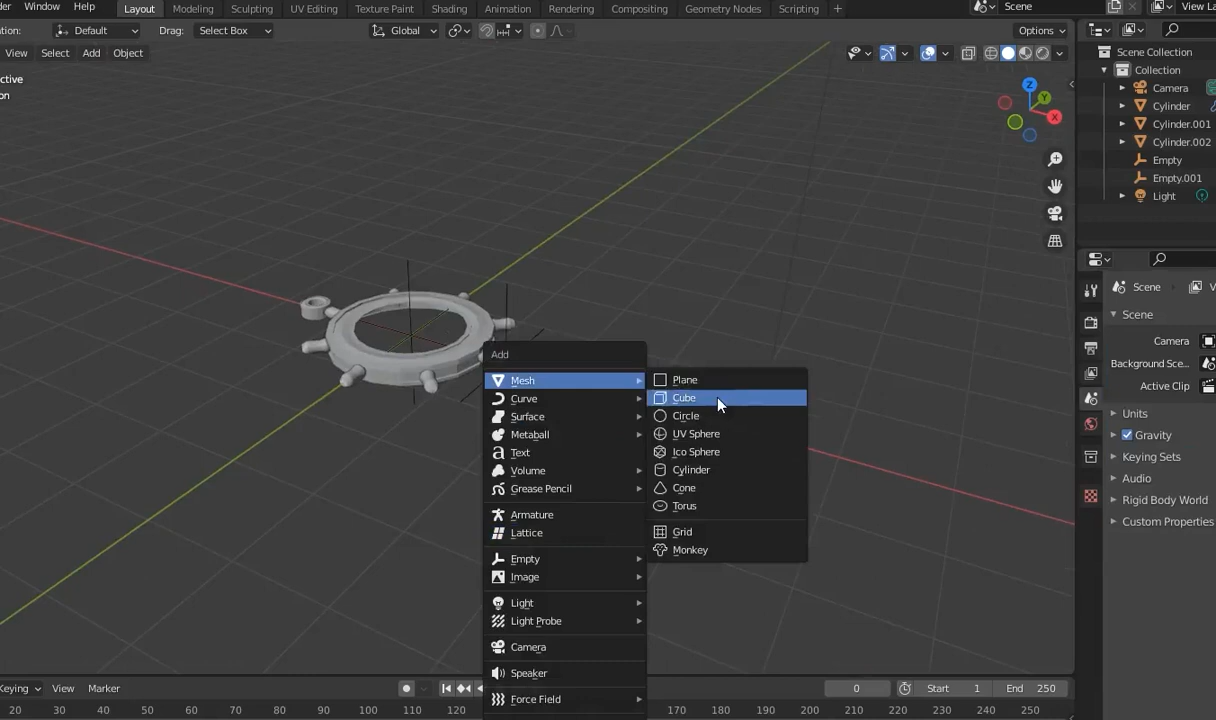 der Window Help Layout Modeling Sculpting UV Editing Texture Paint Shading Animation Rendering Compositing Geometry Nodes Scripting + Scene View La
ation: Default Drag: Select Box Global Options
View Select Add Object
ctive
on
Scene Collection
Collection
Camera
Cylinder
Cylinder.001
Cylinder.002
Empty
Empty.001
Light
Z
Y
X
Add
Mesh
Curve
Surface
Metaball
Text
Volume
Grease Pencil
Armature
Lattice
Empty
Image
Light
Light Probe
Camera
Speaker
Force Field
Plane
Cube
Circle
UV Sphere
Ico Sphere
Cylinder
Cone
Torus
Grid
Monkey
Scene V
Scene
Camera
Background Sce...
Active Clip
Units
Gravity
Keying Sets
Audio
Rigid Body World
Custom Properties
Keying View Marker 0 Start 1 End 250
20 30 40 50 60 70 80 90 100 110 120 170 180 190 200 210 220 230 240 250